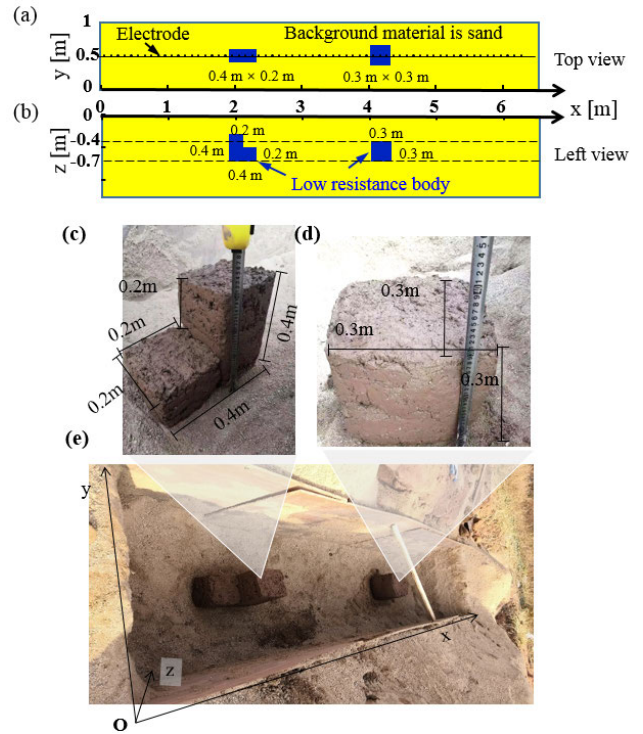 (a)
Electrode
Background material is sand
y [m]
1
0.5
0
0.4 m × 0.2 m
0.3 m × 0.3 m
Top view
0 1 2 3 4 5 6 x [m]
(b)
z [m]
-0.4
-0.7
0.2 m
0.4 m
0.2 m
0.4 m
0.3 m
0.3 m
Low resistance body
Left view
(c)
0.2m
0.2m
0.2m
0.4m
0.4m
(d)
0.3m
0.3m
0.3m
(e)
y
x
z
O